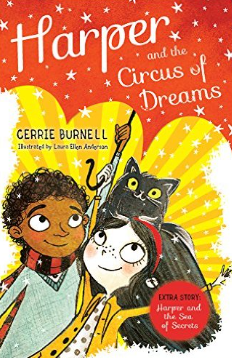 Harper
and the
Circus of
Dreams
CERRIE BURNELL
Illustrated by Laura Ellen Anderson
EXTRA STORY:
Harper and
the Sea
of Secrets